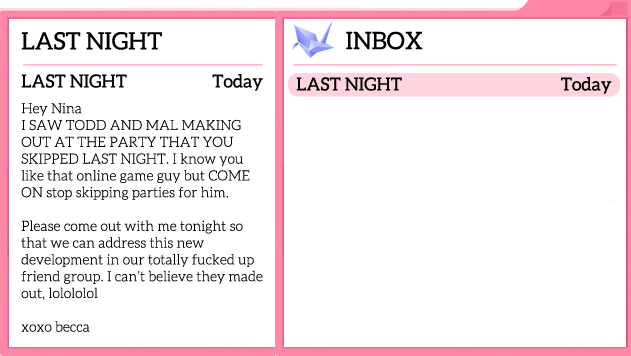 LAST NIGHT
LAST NIGHT Today
Hey Nina
I SAW TODD AND MAL MAKING
OUT AT THE PARTY THAT YOU
SKIPPED LAST NIGHT. I know you
like that online game guy but COME
ON stop skipping parties for him.
Please come out with me tonight so
that we can address this new
development in our totally fucked up
friend group. I can't believe they made
out, lolololol
xoxo becca
INBOX
LAST NIGHT Today